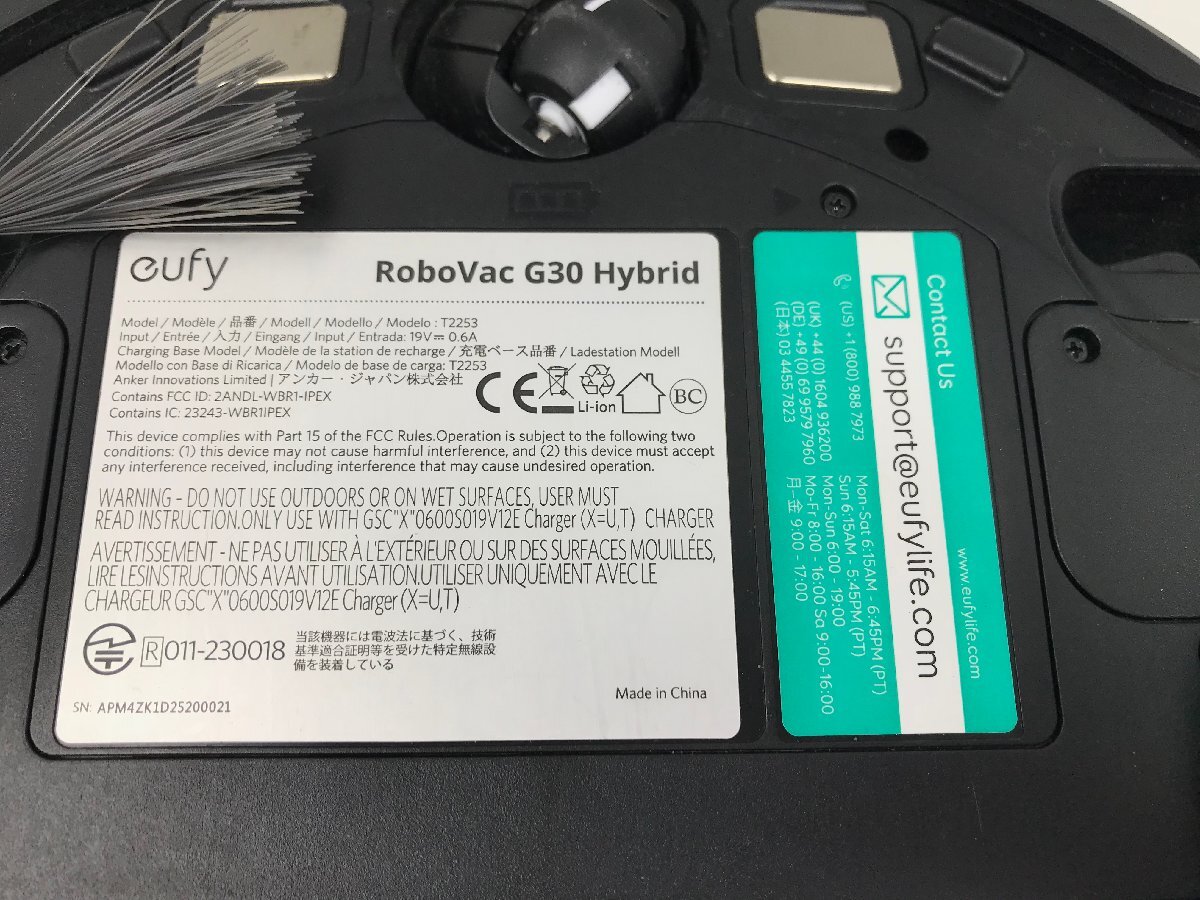 eufy
RoboVac G30 Hybrid
Model / Modèle / 品番 / Modell / Modello / Modelo : T2253
Input / Entrée / 入力 / Eingang / Input / Entrada: 19V⎓ 0.6A
Charging Base Model / Modèle de la station de recharge / 充電ベース品番 / Ladestation Modell
Modello con Base di Ricarica / Modelo de base de carga: T2253
Anker Innovations Limited | アンカー・ジャパン株式会社
Contains FCC ID: 2ANDL-WBR1-IPEX
Contains IC: 23243-WBR1IPEX
CE
Li-ion
BC
This device complies with Part 15 of the FCC Rules.Operation is subject to the following two
conditions: (1) this device may not cause harmful interference, and (2) this device must accept
any interference received, including interference that may cause undesired operation.
WARNING - DO NOT USE OUTDOORS OR ON WET SURFACES, USER MUST
READ INSTRUCTION.ONLY USE WITH GSC"X"0600S019V12E Charger (X=U,T) CHARGER
AVERTISSEMENT - NE PAS UTILISER À L'EXTÉRIEUR OU SUR DES SURFACES MOUILLÉES,
LIRE LESINSTRUCTIONS AVANT UTILISATION.UTILISER UNIQUEMENT AVEC LE
CHARGEUR GSC"X"0600S019V12E Charger (X=U,T)
R 011-230018
当該機器には電波法に基づく、技術
基準適合証明等を受けた特定無線設
備を装着している
SN: APM4ZK1D25200021
Made in China
Contact Us
www.eufylife.com
support@eufylife.com
(US) +1 (800) 988 7973 Mon-Sat 6:15AM - 6:45PM (PT)
Sun 6:15AM - 5:45PM (PT)
(UK) +44 (0) 1604 936200 Mon-Sun 6:00 - 19:00
(DE) +49 (0) 69 9579 7960 Mo-Fr 8:00 - 16:00 Sa 9:00-16:00
(日本) 03 4455 7823 月-金 9:00 - 17:00